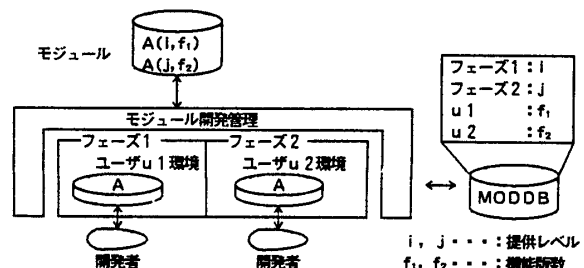 モジュール
A(i,f₁)
A(j,f₂)
モジュール開発管理
フェーズ1
ユーザu1環境
A
開発者
フェーズ2
ユーザu2環境
A
開発者
フェーズ1:i
フェーズ2:j
u1 :f₁
u2 :f₂
MODDB
i, j・・・:提供レベル
f₁, f₂・・・:機能版数